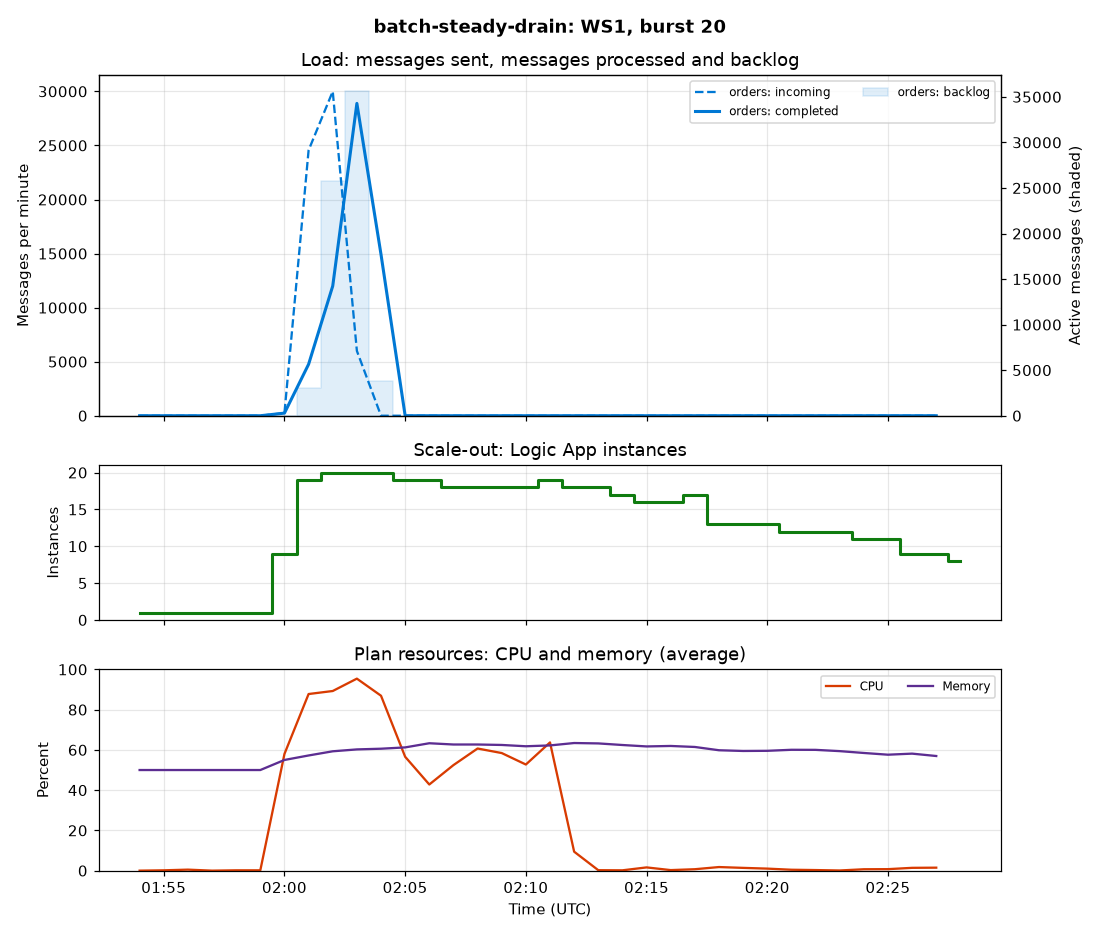 batch-steady-drain: WS1, burst 20
Load: messages sent, messages processed and backlog
orders: incoming
orders: completed
orders: backlog
Messages per minute
30000
25000
20000
15000
10000
5000
0
Active messages (shaded)
35000
30000
25000
20000
15000
10000
5000
0
Scale-out: Logic App instances
Instances
20
15
10
5
0
Plan resources: CPU and memory (average)
CPU
Memory
Percent
100
80
60
40
20
0
01:55 02:00 02:05 02:10 02:15 02:20 02:25
Time (UTC)